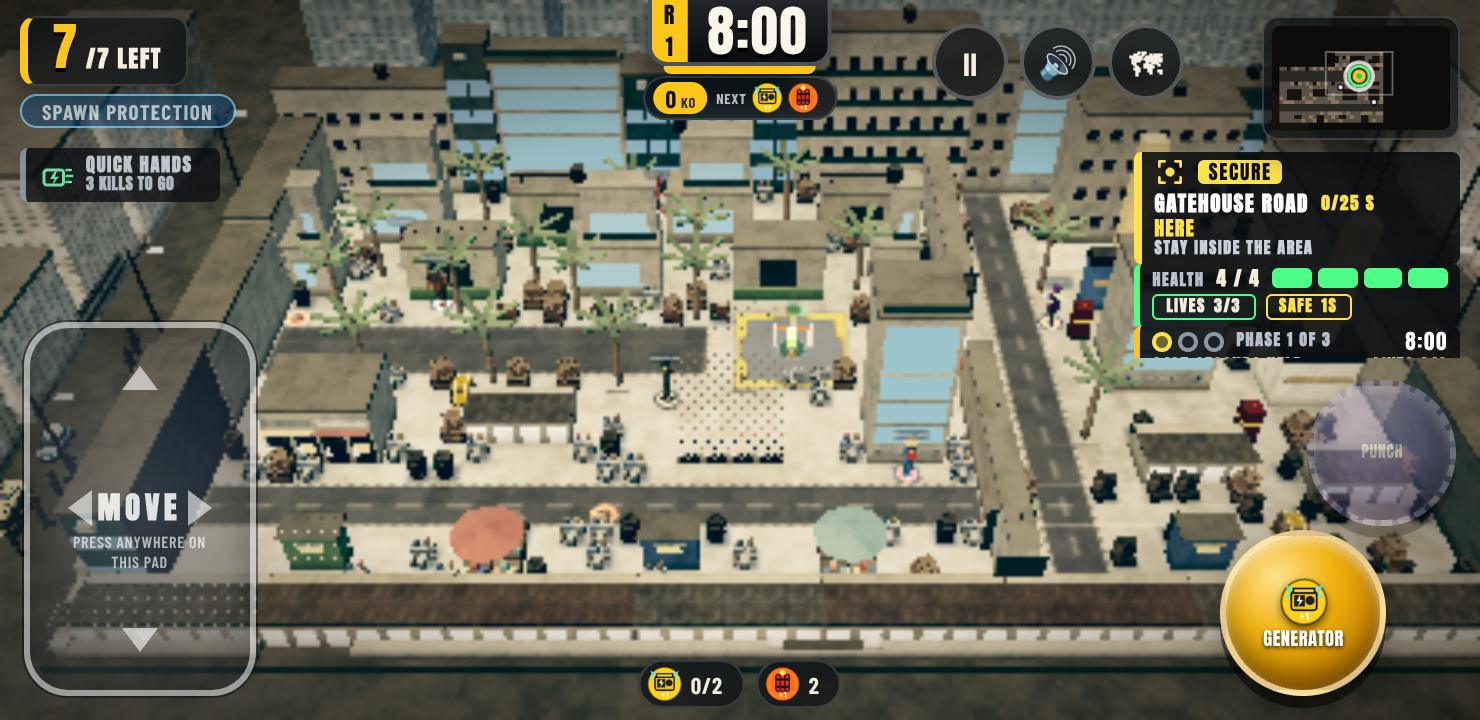 7 /7 LEFT
SPAWN PROTECTION
QUICK HANDS
3 KILLS TO GO
R
1
8:00
0 KO NEXT
SECURE
GATEHOUSE ROAD 0/25 S
HERE
STAY INSIDE THE AREA
HEALTH 4 / 4
LIVES 3/3 SAFE 1S
PHASE 1 OF 3 8:00
MOVE
PRESS ANYWHERE ON
THIS PAD
PUNCH
+1
GENERATOR
0/2
2